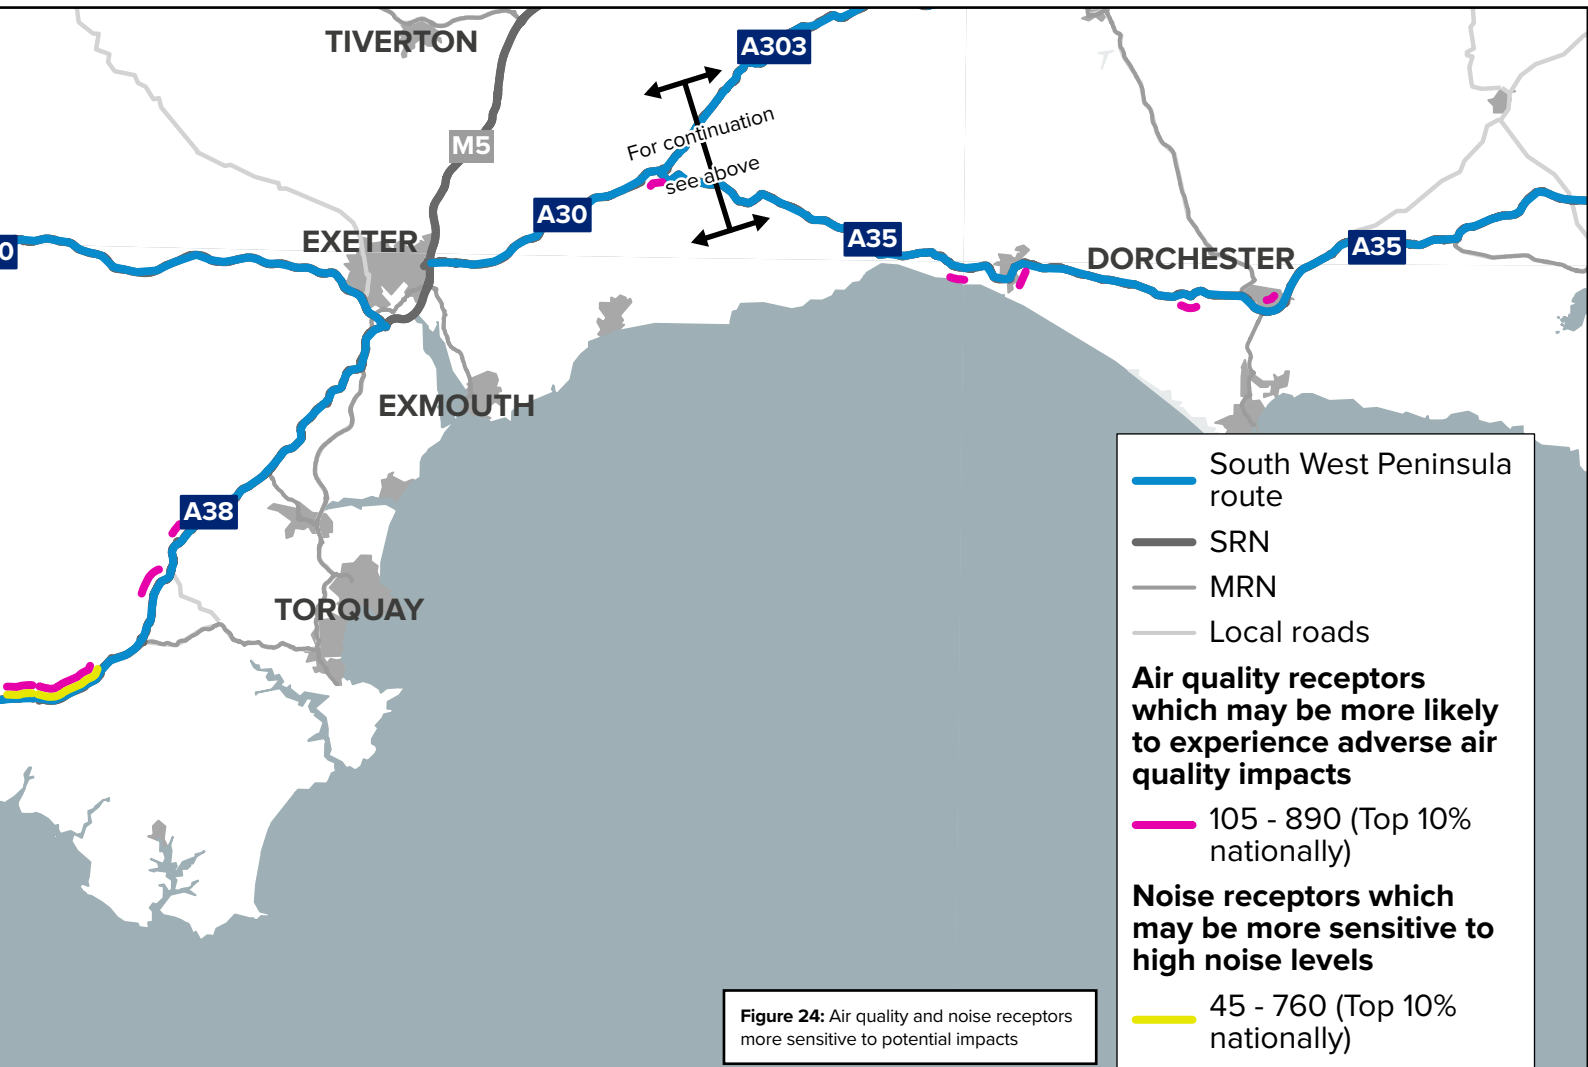 TIVERTON
A303
M5
For continuation
see above
A30
EXETER
0
A35
DORCHESTER
A35
EXMOUTH
A38
TORQUAY
South West Peninsula
route
SRN
MRN
Local roads
Air quality receptors
which may be more likely
to experience adverse air
quality impacts
105 - 890 (Top 10%
nationally)
Noise receptors which
may be more sensitive to
high noise levels
45 - 760 (Top 10%
nationally)
Figure 24: Air quality and noise receptors
more sensitive to potential impacts